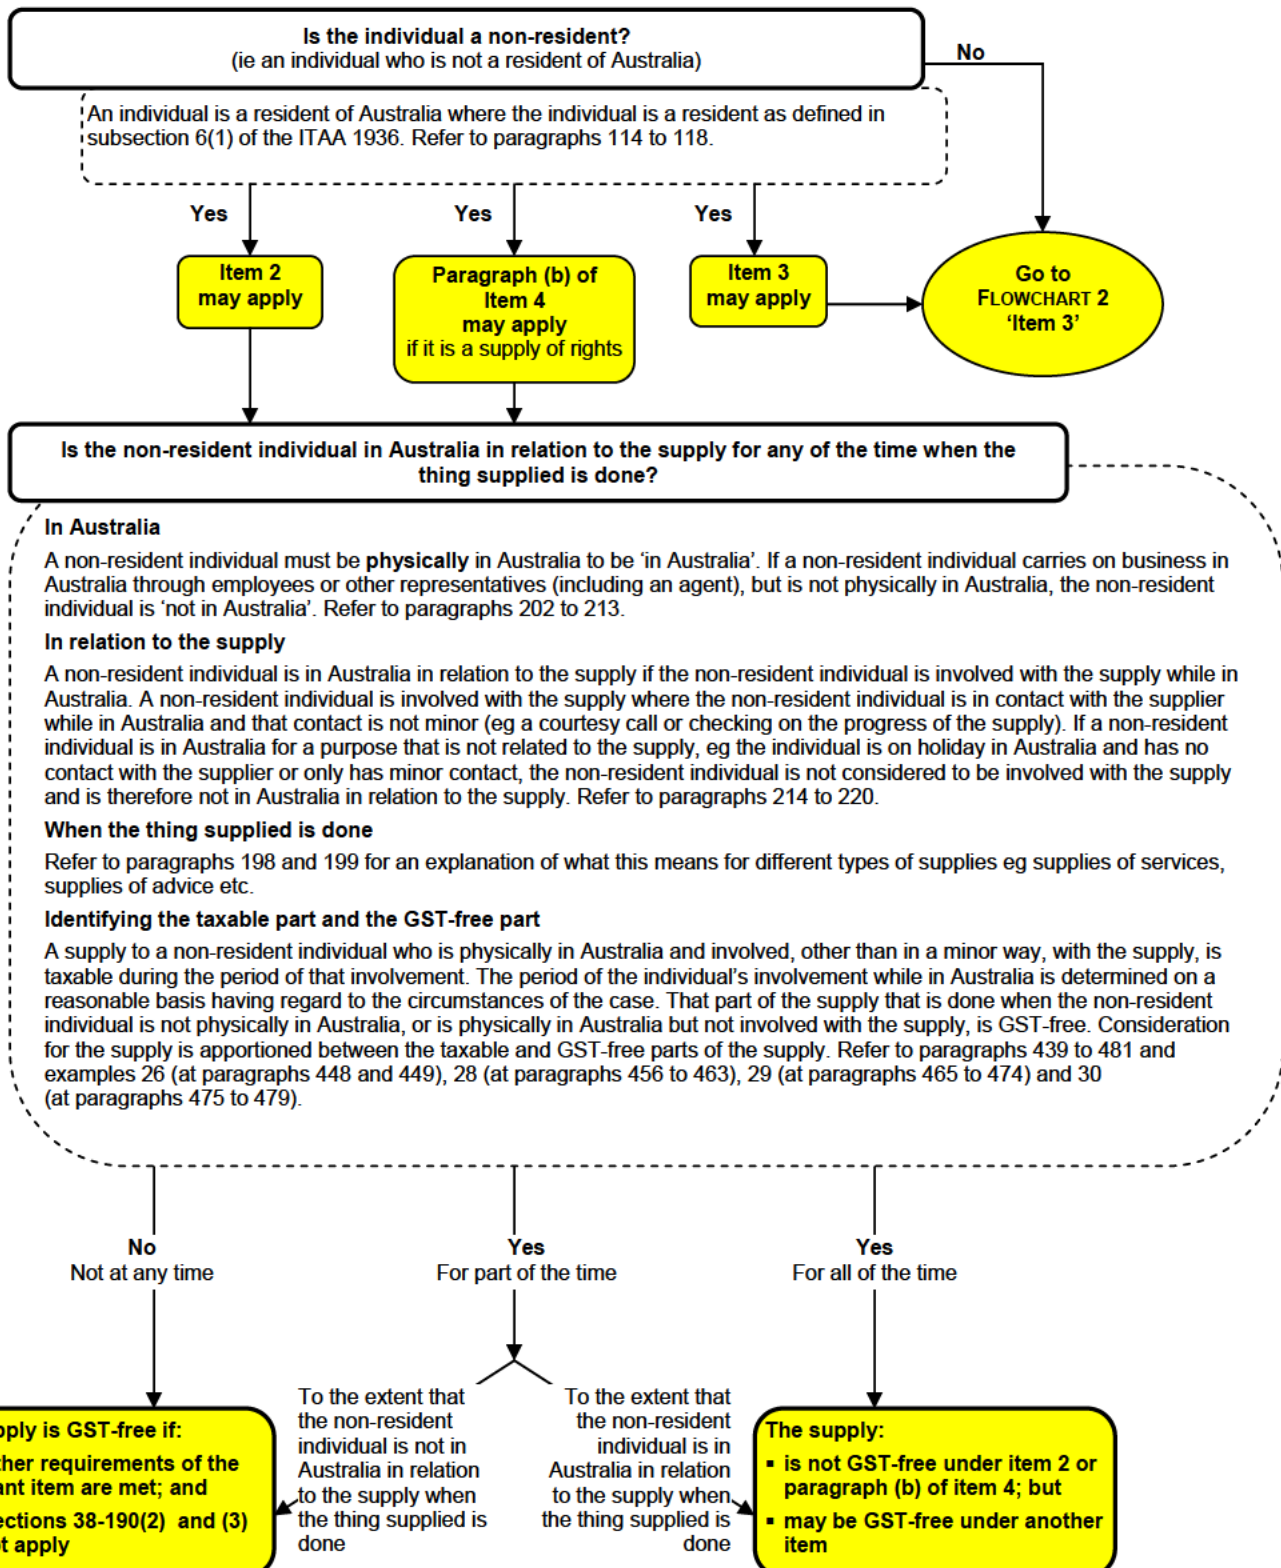 Is the individual a non-resident?
(ie an individual who is not a resident of Australia)
No
An individual is a resident of Australia where the individual is a resident as defined in
subsection 6(1) of the ITAA 1936. Refer to paragraphs 114 to 118.
Yes
Yes
Yes
Item 2
may apply
Paragraph (b) of
Item 4
may apply
if it is a supply of rights
Item 3
may apply
Go to
FLOWCHART 2
‘Item 3’
Is the non-resident individual in Australia in relation to the supply for any of the time when the
thing supplied is done?
In Australia
A non-resident individual must be physically in Australia to be ‘in Australia’. If a non-resident individual carries on business in
Australia through employees or other representatives (including an agent), but is not physically in Australia, the non-resident
individual is ‘not in Australia’. Refer to paragraphs 202 to 213.
In relation to the supply
A non-resident individual is in Australia in relation to the supply if the non-resident individual is involved with the supply while in
Australia. A non-resident individual is involved with the supply where the non-resident individual is in contact with the supplier
while in Australia and that contact is not minor (eg a courtesy call or checking on the progress of the supply). If a non-resident
individual is in Australia for a purpose that is not related to the supply, eg the individual is on holiday in Australia and has no
contact with the supplier or only has minor contact, the non-resident individual is not considered to be involved with the supply
and is therefore not in Australia in relation to the supply. Refer to paragraphs 214 to 220.
When the thing supplied is done
Refer to paragraphs 198 and 199 for an explanation of what this means for different types of supplies eg supplies of services,
supplies of advice etc.
Identifying the taxable part and the GST-free part
A supply to a non-resident individual who is physically in Australia and involved, other than in a minor way, with the supply, is
taxable during the period of that involvement. The period of the individual’s involvement while in Australia is determined on a
reasonable basis having regard to the circumstances of the case. That part of the supply that is done when the non-resident
individual is not physically in Australia, or is physically in Australia but not involved with the supply, is GST-free. Consideration
for the supply is apportioned between the taxable and GST-free parts of the supply. Refer to paragraphs 439 to 481 and
examples 26 (at paragraphs 448 and 449), 28 (at paragraphs 456 to 463), 29 (at paragraphs 465 to 474) and 30
(at paragraphs 475 to 479).
No
Not at any time
Yes
For part of the time
Yes
For all of the time
is GST-free if:
requirements of the
item are met; and
38-190(2) and (3)
apply
To the extent that
the non-resident
individual is not in
Australia in relation
to the supply when
the thing supplied is
done
To the extent that
the non-resident
individual is in
Australia in relation
to the supply when
the thing supplied is
done
The supply:
▪ is not GST-free under item 2 or
paragraph (b) of item 4; but
▪ may be GST-free under another
item